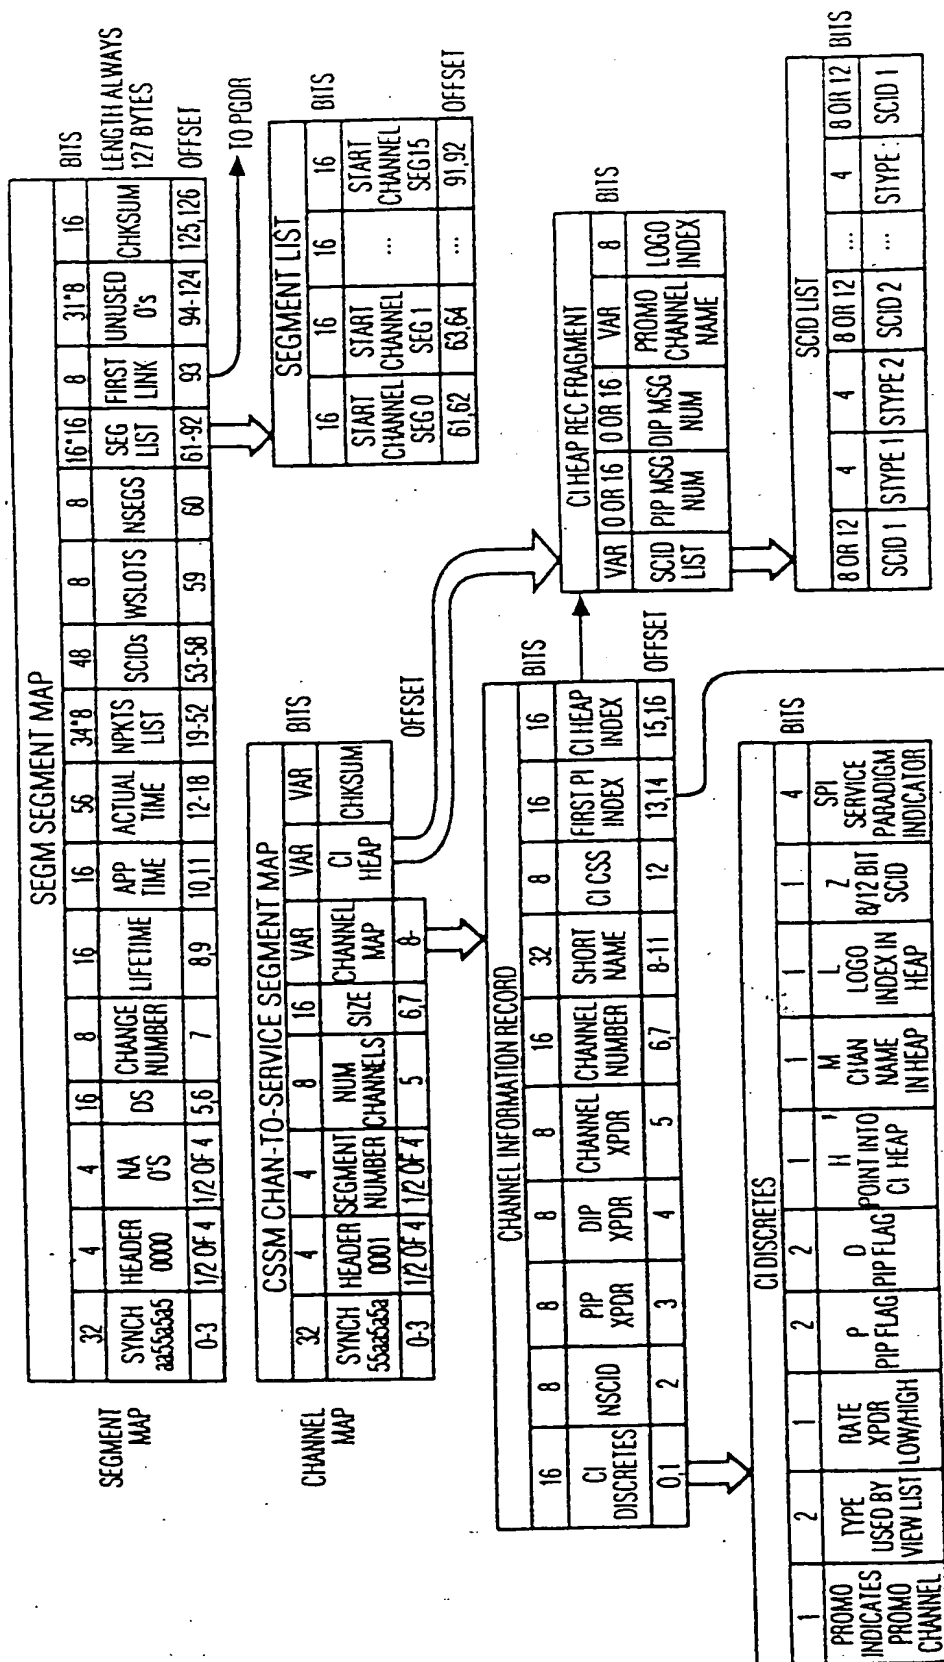 SEGMENT MAP
SEGM SEGMENT MAP
32 4 4 16 8 16 16 56 34*8 48 8 8 16*16 8 31*8 16 BITS
SYNCH aa55a5a5 HEADER 0000 NA 0'S DS CHANGE NUMBER LIFETIME APP TIME ACTUAL TIME NPKTS LIST SCIDs WSLOTS NSEGS SEG LIST FIRST LINK UNUSED 0's CHKSUM LENGTH ALWAYS 127 BYTES
0-3 1/2 OF 4 1/2 OF 4 5,6 7 8,9 10,11 12-18 19-52 53-58 59 60 61-92 93 94-124 125,126 OFFSET
TO PGDR
CHANNEL MAP
CSSM CHAN-TO-SERVICE SEGMENT MAP
32 4 4 8 16 VAR VAR VAR BITS
SYNCH 55aa5a5a HEADER 0001 SEGMENT NUMBER NUM CHANNELS SIZE CHANNEL MAP CI HEAP CHKSUM
0-3 1/2 OF 4 1/2 OF 4 5 6,7 8- OFFSET
SEGMENT LIST
16 16 16 16 BITS
START CHANNEL SEG 0 START CHANNEL SEG 1 ... START CHANNEL SEG15
61,62 63,64 .... 91,92 OFFSET
CHANNEL INFORMATION RECORD
16 8 8 8 8 16 32 8 16 16 BITS
CI DISCRETES NSCID PIP XPDR DIP XPDR CHANNEL XPDR CHANNEL NUMBER SHORT NAME CI CSS FIRST PI INDEX CI HEAP INDEX
0,1 2 3 4 5 6,7 8-11 12 13,14 15,16 OFFSET
CI HEAP REC FRAGMENT
VAR 0 OR 16 0 OR 16 VAR 8 BITS
SCID LIST PIP MSG NUM DIP MSG NUM PROMO CHANNEL NAME LOGO INDEX
CI DISCRETES
1 2 1 2 2 1 1 1 1 4 BITS
PROMO INDICATES PROMO CHANNEL TYPE USED BY VIEW LIST RATE XPDR LOW/HIGH P PIP FLAG D PIP FLAG H ' POINT INTO CI HEAP M CHAN NAME IN HEAP L LOGO INDEX IN HEAP Z 8/12 BIT SCID SPI SERVICE PARADIGM INDICATOR
SCID LIST
8 OR 12 4 4 8 OR 12 ... 4 8 OR 12 BITS
SCID 1 STYPE 1 STYPE 2 SCID 2 ... STYPE : SCID 1